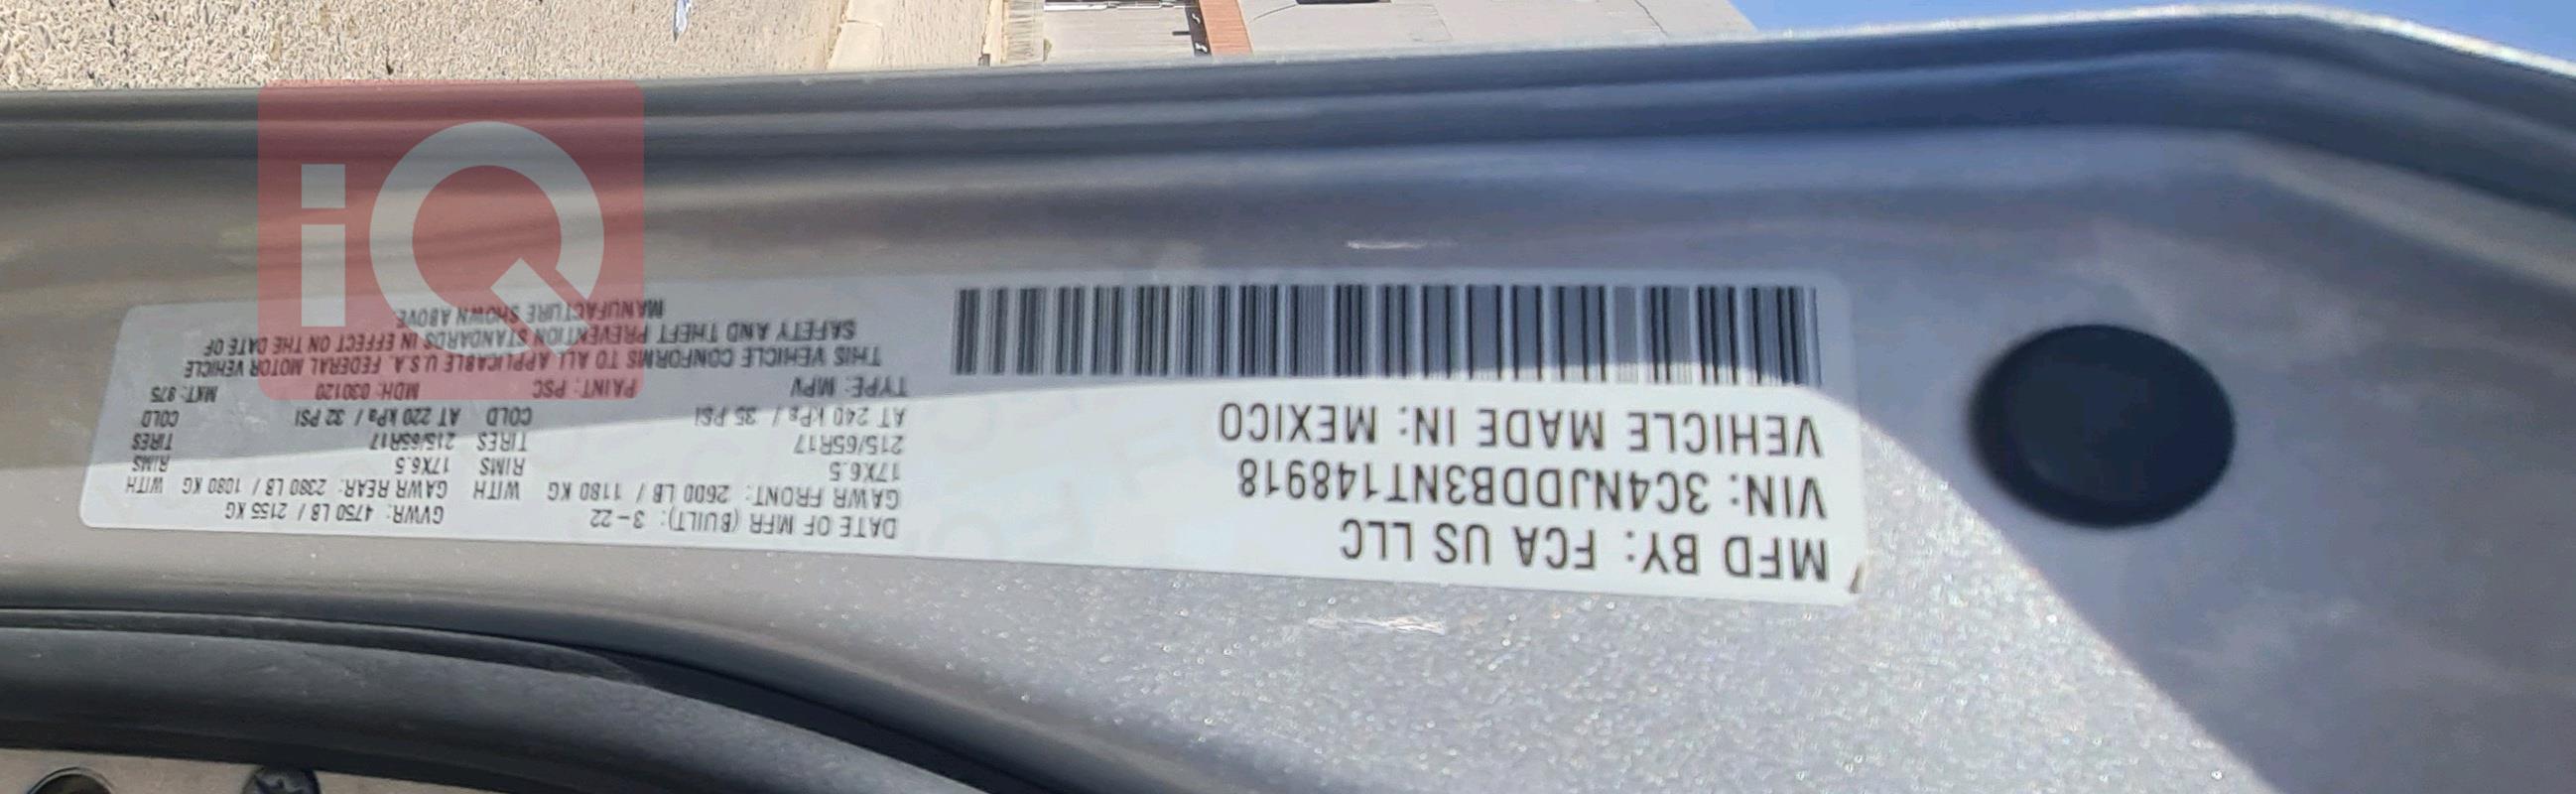 MFD BY: FCA US LLC
VIN: 3C4NJDDB3NT148918
VEHICLE MADE IN: MEXICO
DATE OF MFR (BUILT): 3-22 GVWR: 4750 LB / 2155 KG
GAWR FRONT: 2600 LB / 1180 KG WITH GAWR REAR: 2380 LB / 1080 KG WITH
17X6.5 RIMS 17X6.5 RIMS
215/65R17 TIRES 215/65R17 TIRES
AT 240 kPa / 35 PSI COLD AT 220 kPa / 32 PSI COLD
TYPE: MPV PAINT: PSC MDH: 030120 MKT: 975
THIS VEHICLE CONFORMS TO ALL APPLICABLE U.S.A. FEDERAL MOTOR VEHICLE
SAFETY AND THEFT PREVENTION STANDARDS IN EFFECT ON THE DATE OF
MANUFACTURE SHOWN ABOVE.
iQ